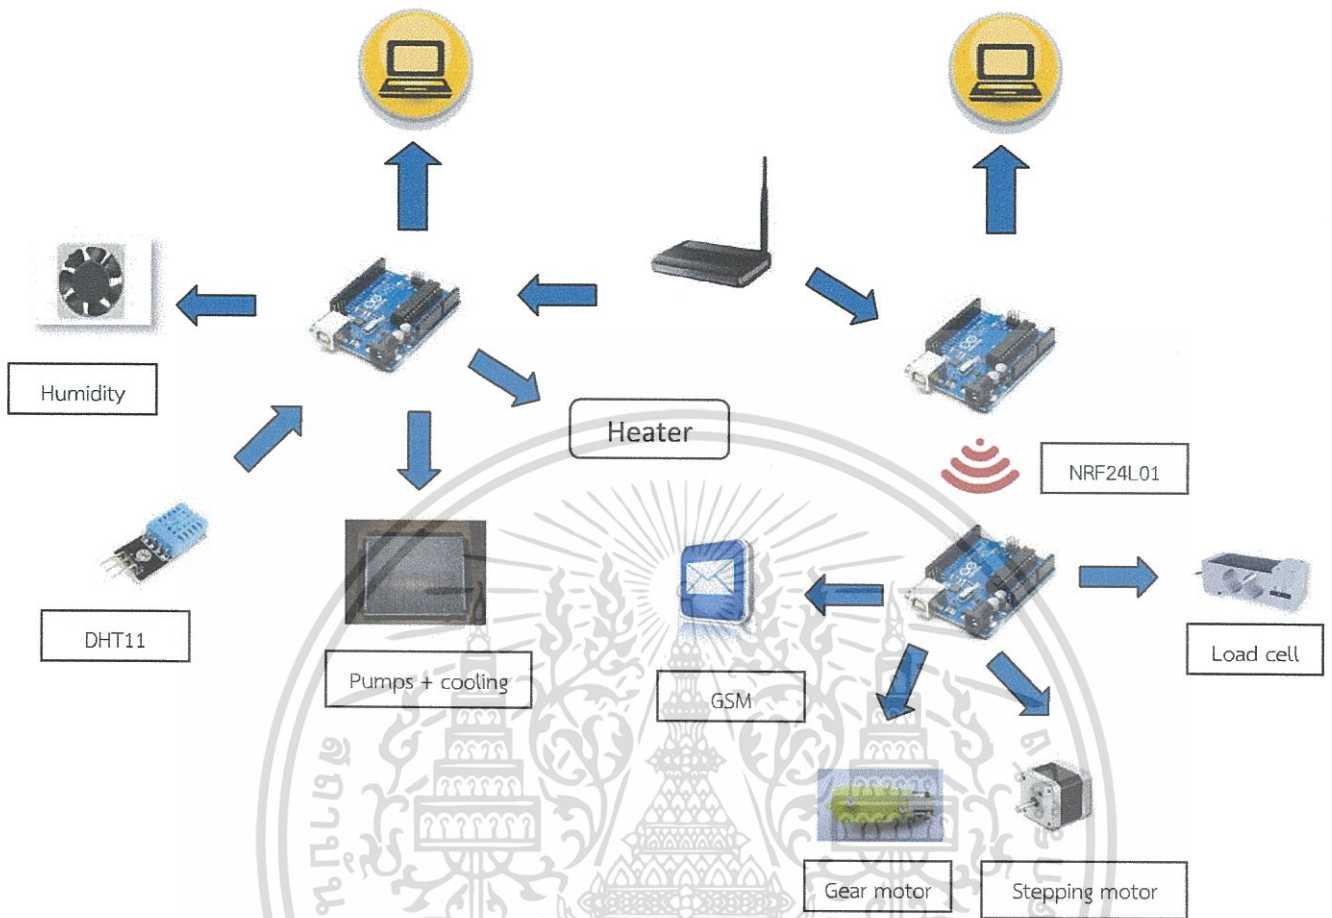 Humidity
Heater
NRF24L01
DHT11
Pumps + cooling
GSM
Load cell
Gear motor
Stepping motor